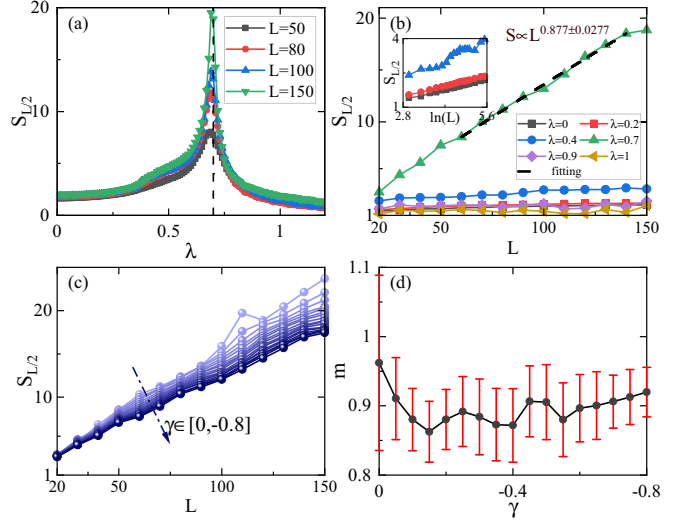 (a)
L=50
L=80
L=100
L=150
S_{L/2}
20
10
0
0
0.5
1
λ
(b)
S∝L^{0.877±0.0277}
S_{L/2}
4
1
2.8
ln(L)
5.6
λ=0
λ=0.2
λ=0.4
λ=0.7
λ=0.9
λ=1
fitting
S_{L/2}
20
10
1
20
50
100
150
L
(c)
γ∈[0,-0.8]
S_{L/2}
20
10
1
20
50
100
150
L
(d)
m
1.1
1
0.9
0.8
0
-0.4
-0.8
γ